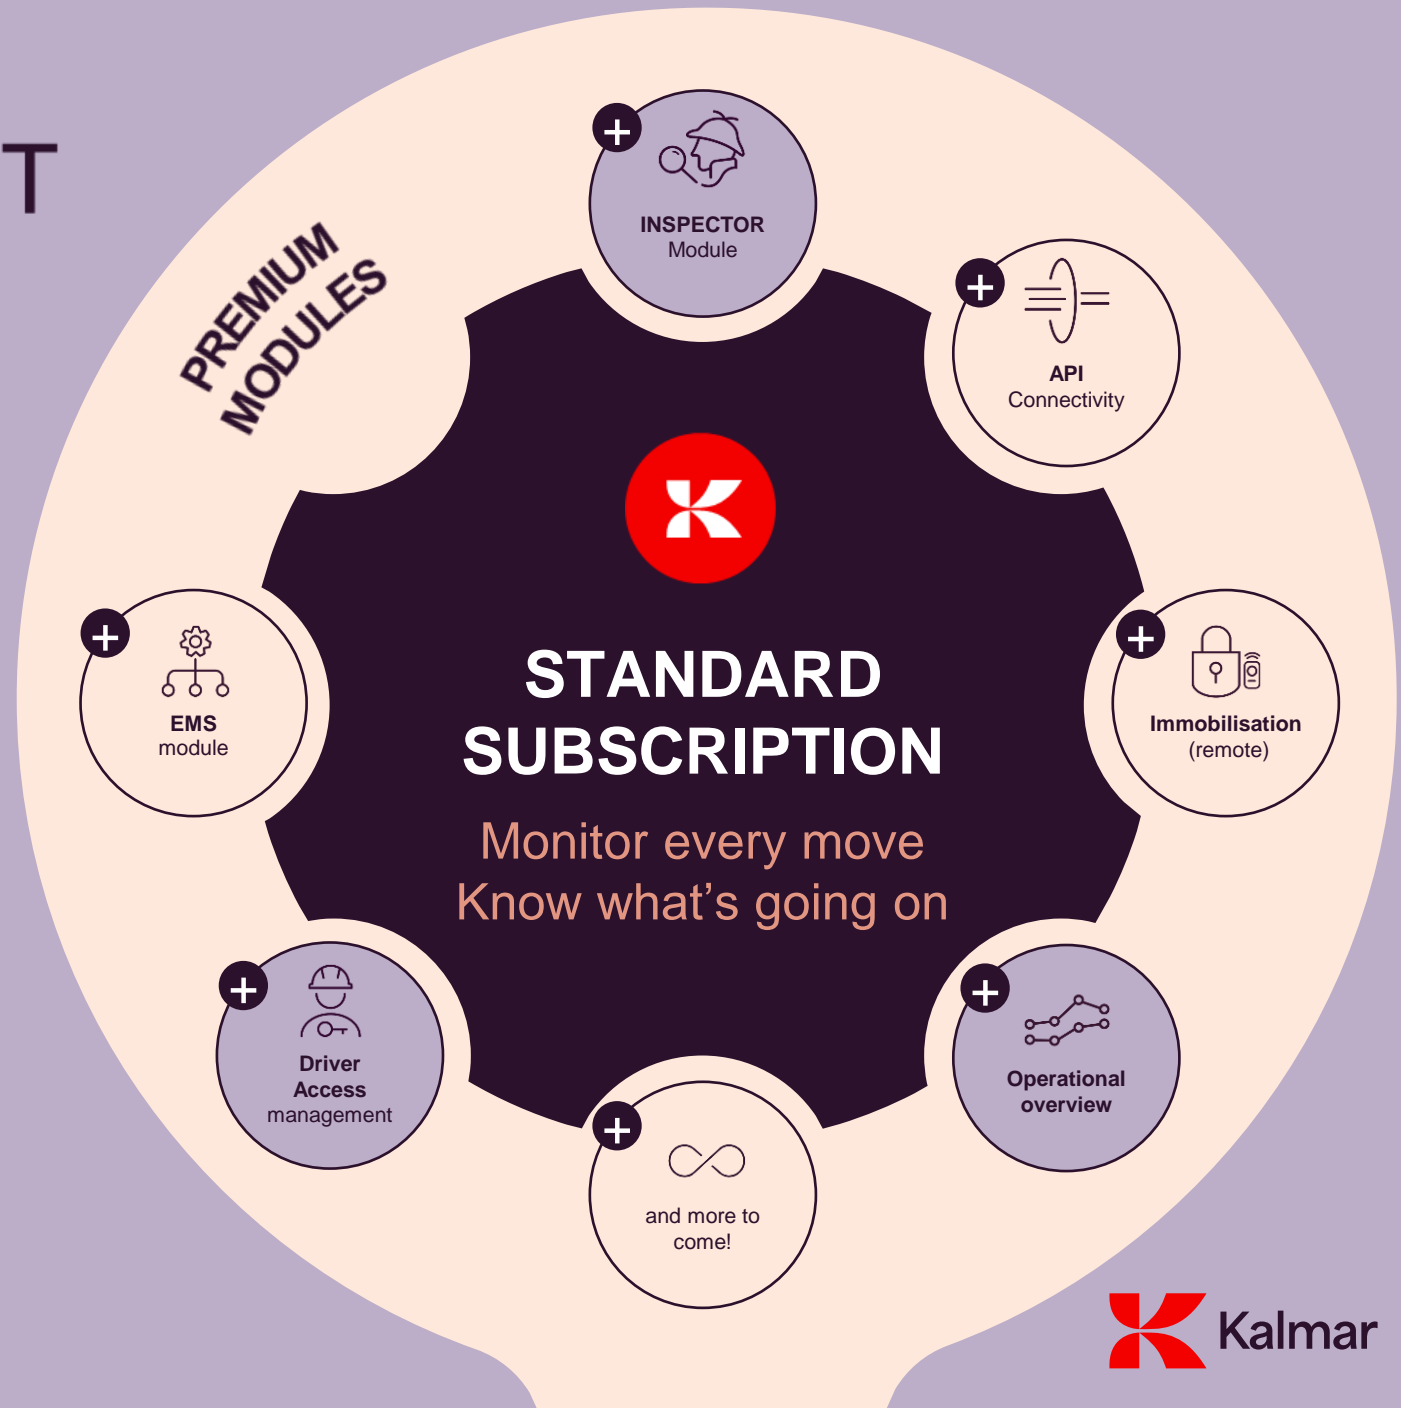 T
PREMIUM
MODULES
INSPECTOR
Module
API
Connectivity
EMS
module
STANDARD
SUBSCRIPTION
Monitor every move
Know what’s going on
Immobilisation
(remote)
Driver
Access
management
Operational
overview
and more to
come!
Kalmar